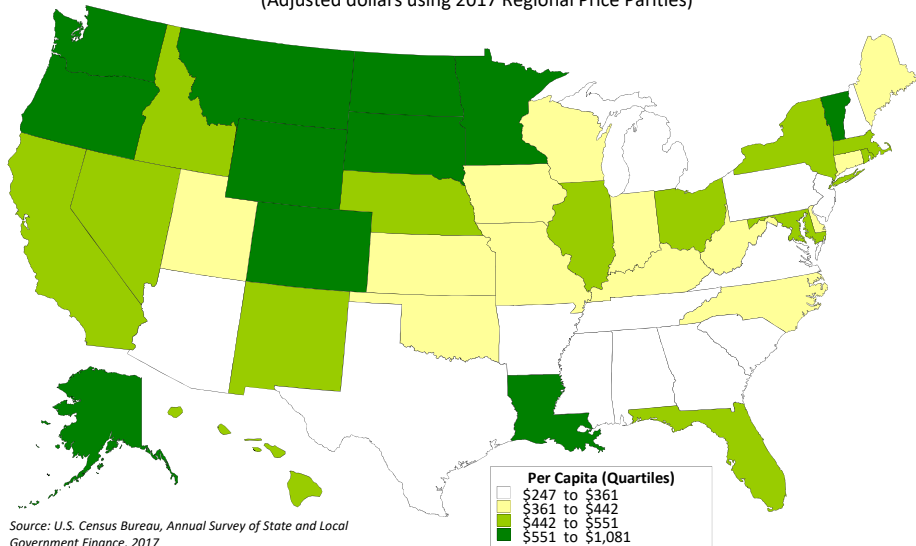 (Adjusted dollars using 2017 Regional Price Parities)
Per Capita (Quartiles)
$247 to $361
$361 to $442
$442 to $551
$551 to $1,081
Source: U.S. Census Bureau, Annual Survey of State and Local
Government Finance, 2017